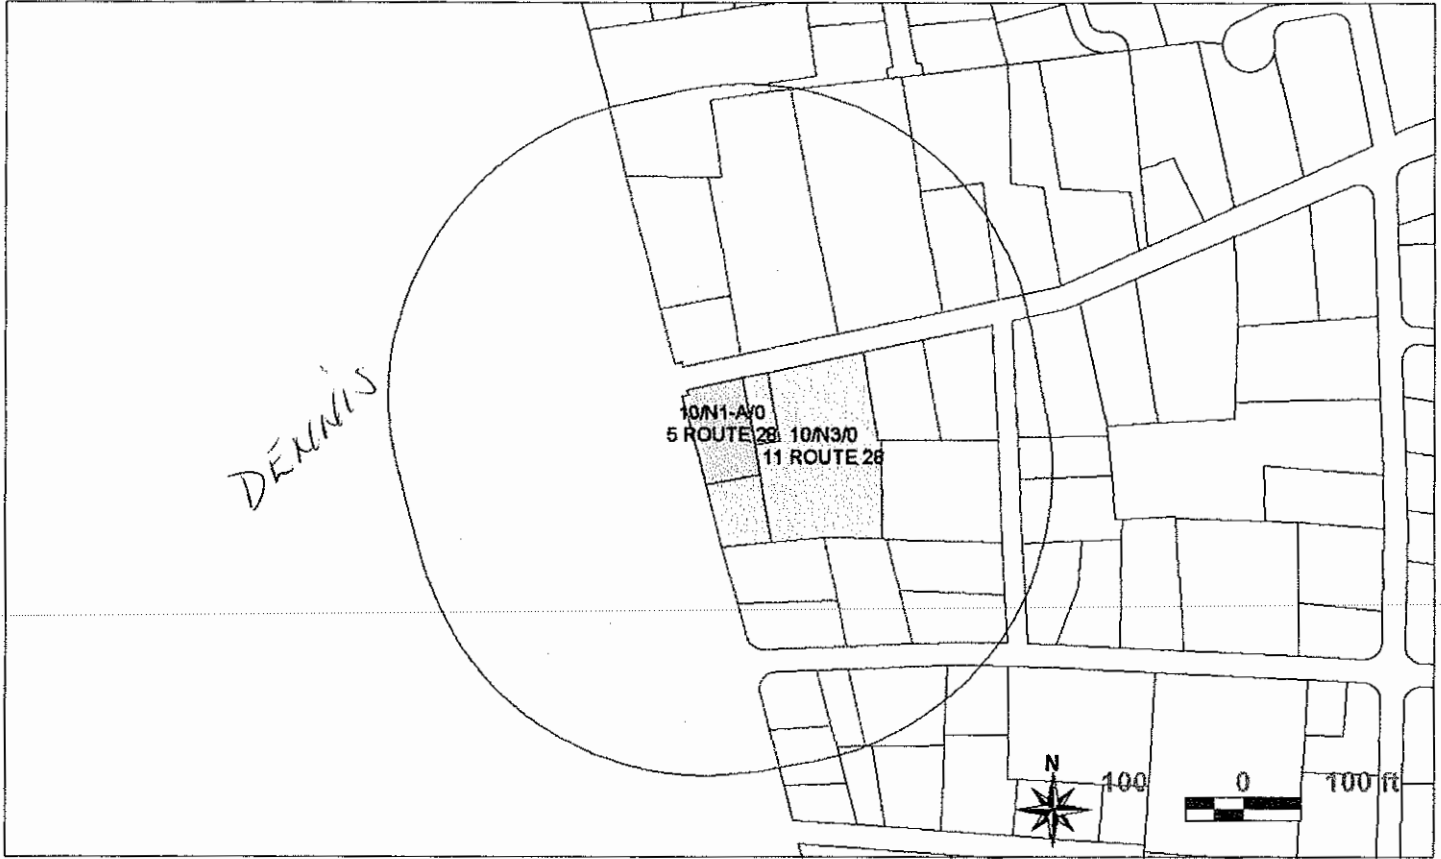 DENNIS
10/N1-A/0
5 ROUTE 28
10/N3/0
11 ROUTE 28
N
100 0 100 ft